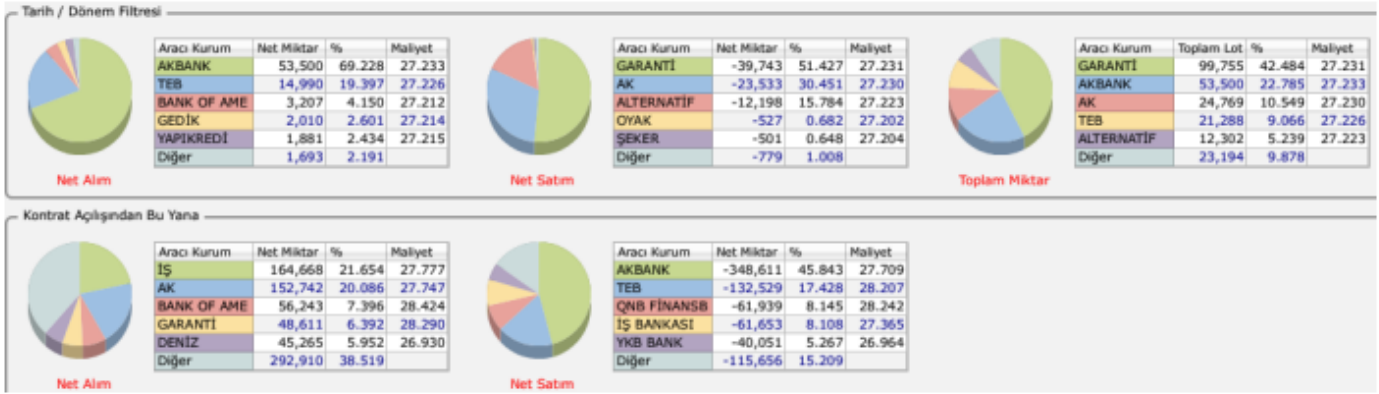 Tarih / Dönem Filtresi
Aracı Kurum Net Miktar % Maliyet
AKBANK 53,500 69.228 27.233
TEB 14,990 19.397 27.226
BANK OF AME 3,207 4.150 27.212
GEDİK 2,010 2.601 27.214
YAPIKREDİ 1,881 2.434 27.215
Diğer 1,693 2.191
Net Alım
Aracı Kurum Net Miktar % Maliyet
GARANTİ -39,743 51.427 27.231
AK -23,533 30.451 27.230
ALTERNATİF -12,198 15.784 27.223
OYAK -527 0.682 27.202
ŞEKER -501 0.648 27.204
Diğer -779 1.008
Net Satım
Aracı Kurum Toplam Lot % Maliyet
GARANTİ 99,755 42.484 27.231
AKBANK 53,500 22.785 27.233
AK 24,769 10.549 27.230
TEB 21,288 9.066 27.226
ALTERNATİF 12,302 5.239 27.223
Diğer 23,194 9.878
Toplam Miktar
Kontrat Açılışından Bu Yana
Aracı Kurum Net Miktar % Maliyet
İŞ 164,668 21.654 27.777
AK 152,742 20.086 27.747
BANK OF AME 56,243 7.396 28.424
GARANTİ 48,611 6.392 28.290
DENİZ 45,265 5.952 26.930
Diğer 292,910 38.519
Net Alım
Aracı Kurum Net Miktar % Maliyet
AKBANK -348,611 45.843 27.709
TEB -132,529 17.428 28.207
QNB FİNANSB -61,939 8.145 28.242
İŞ BANKASI -61,653 8.108 27.365
YKB BANK -40,051 5.267 26.964
Diğer -115,656 15.209
Net Satım